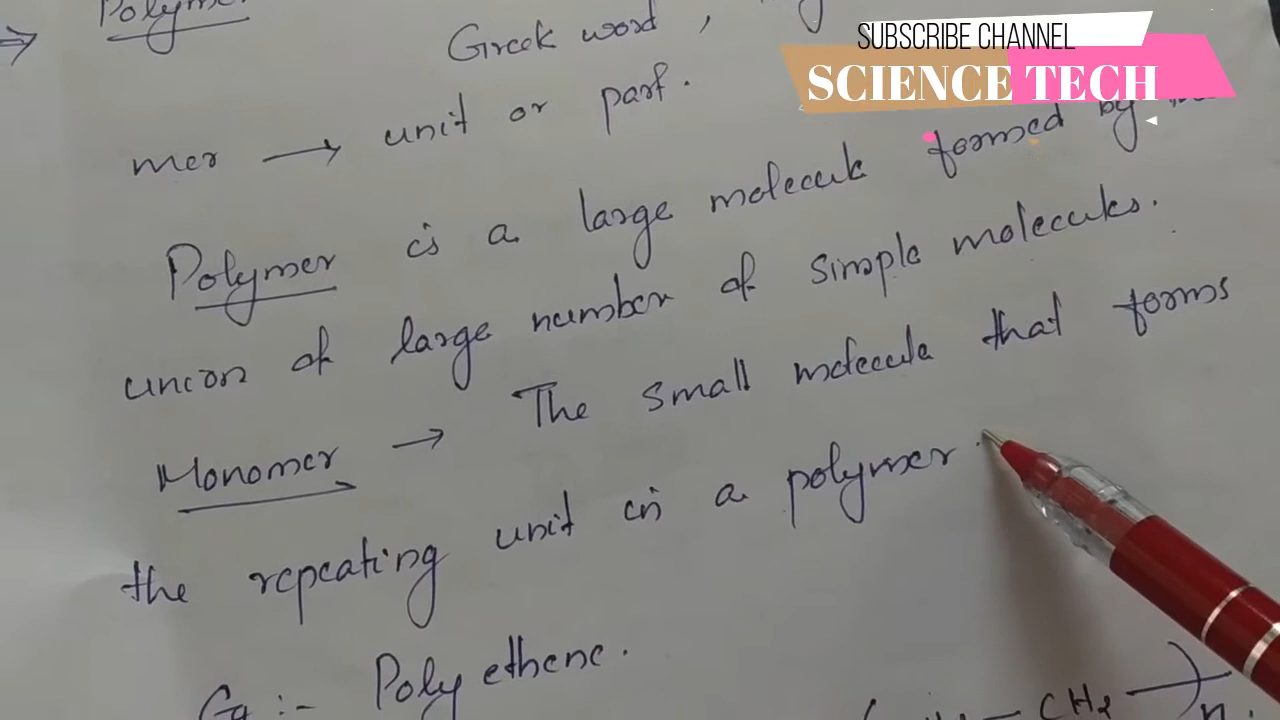 Polymer
Greek word ,
SUBSCRIBE CHANNEL
SCIENCE TECH
mer → unit or part.
Polymer is a large molecule formed by
union of large number of simple molecules.
Monomer → The small molecule that forms
the repeating unit in a polymer.
Eg :- Polyethene.
CH2
n.